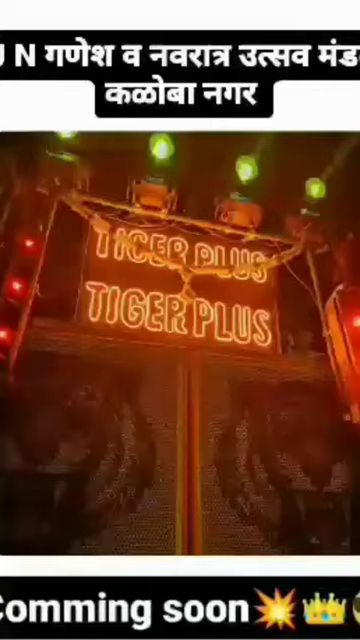 J N गणेश व नवरात्र उत्सव मंड
कळोबा नगर
TIGER PLUS
TIGER PLUS
Comming soon💥👑